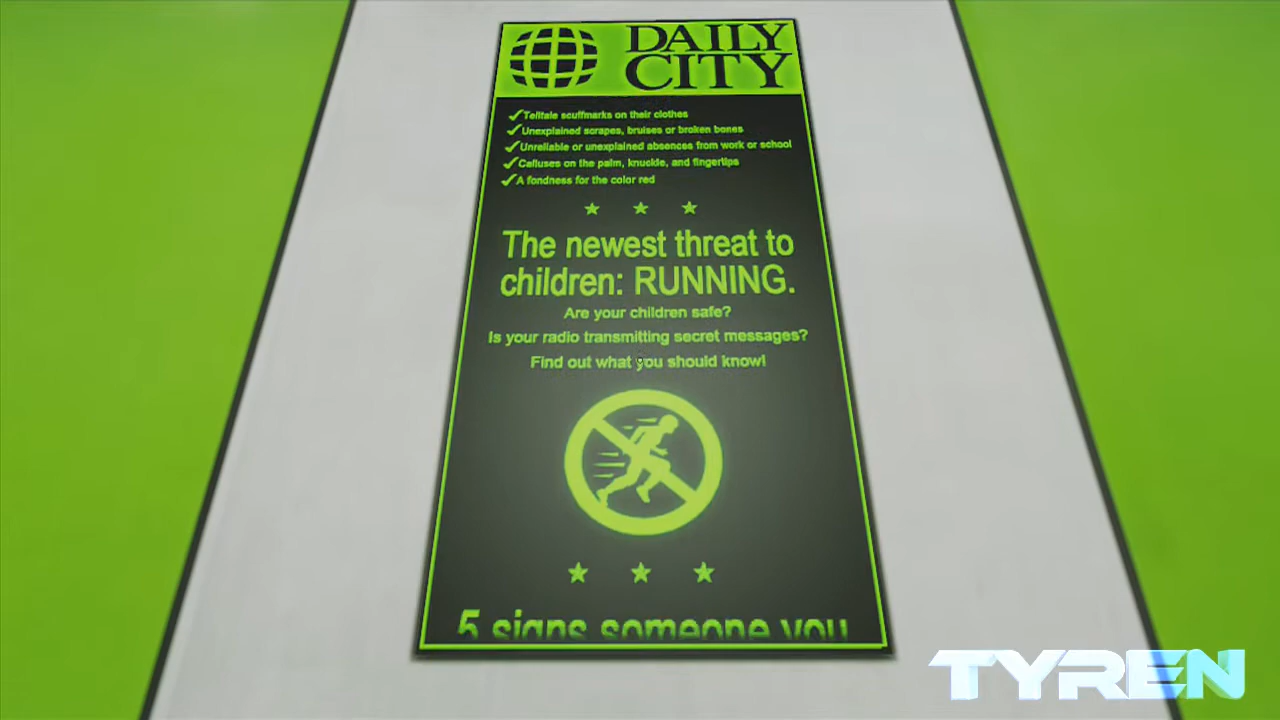 DAILY
CITY
Telltale scuffmarks on their clothes
Unexplained scrapes, bruises or broken bones
Unreliable or unexplained absences from work or school
Calluses on the palm, knuckle, and fingertips
A fondness for the color red
The newest threat to
children: RUNNING.
Are your children safe?
Is your radio transmitting secret messages?
Find out what you should know!
5 signs someone you
TYREN